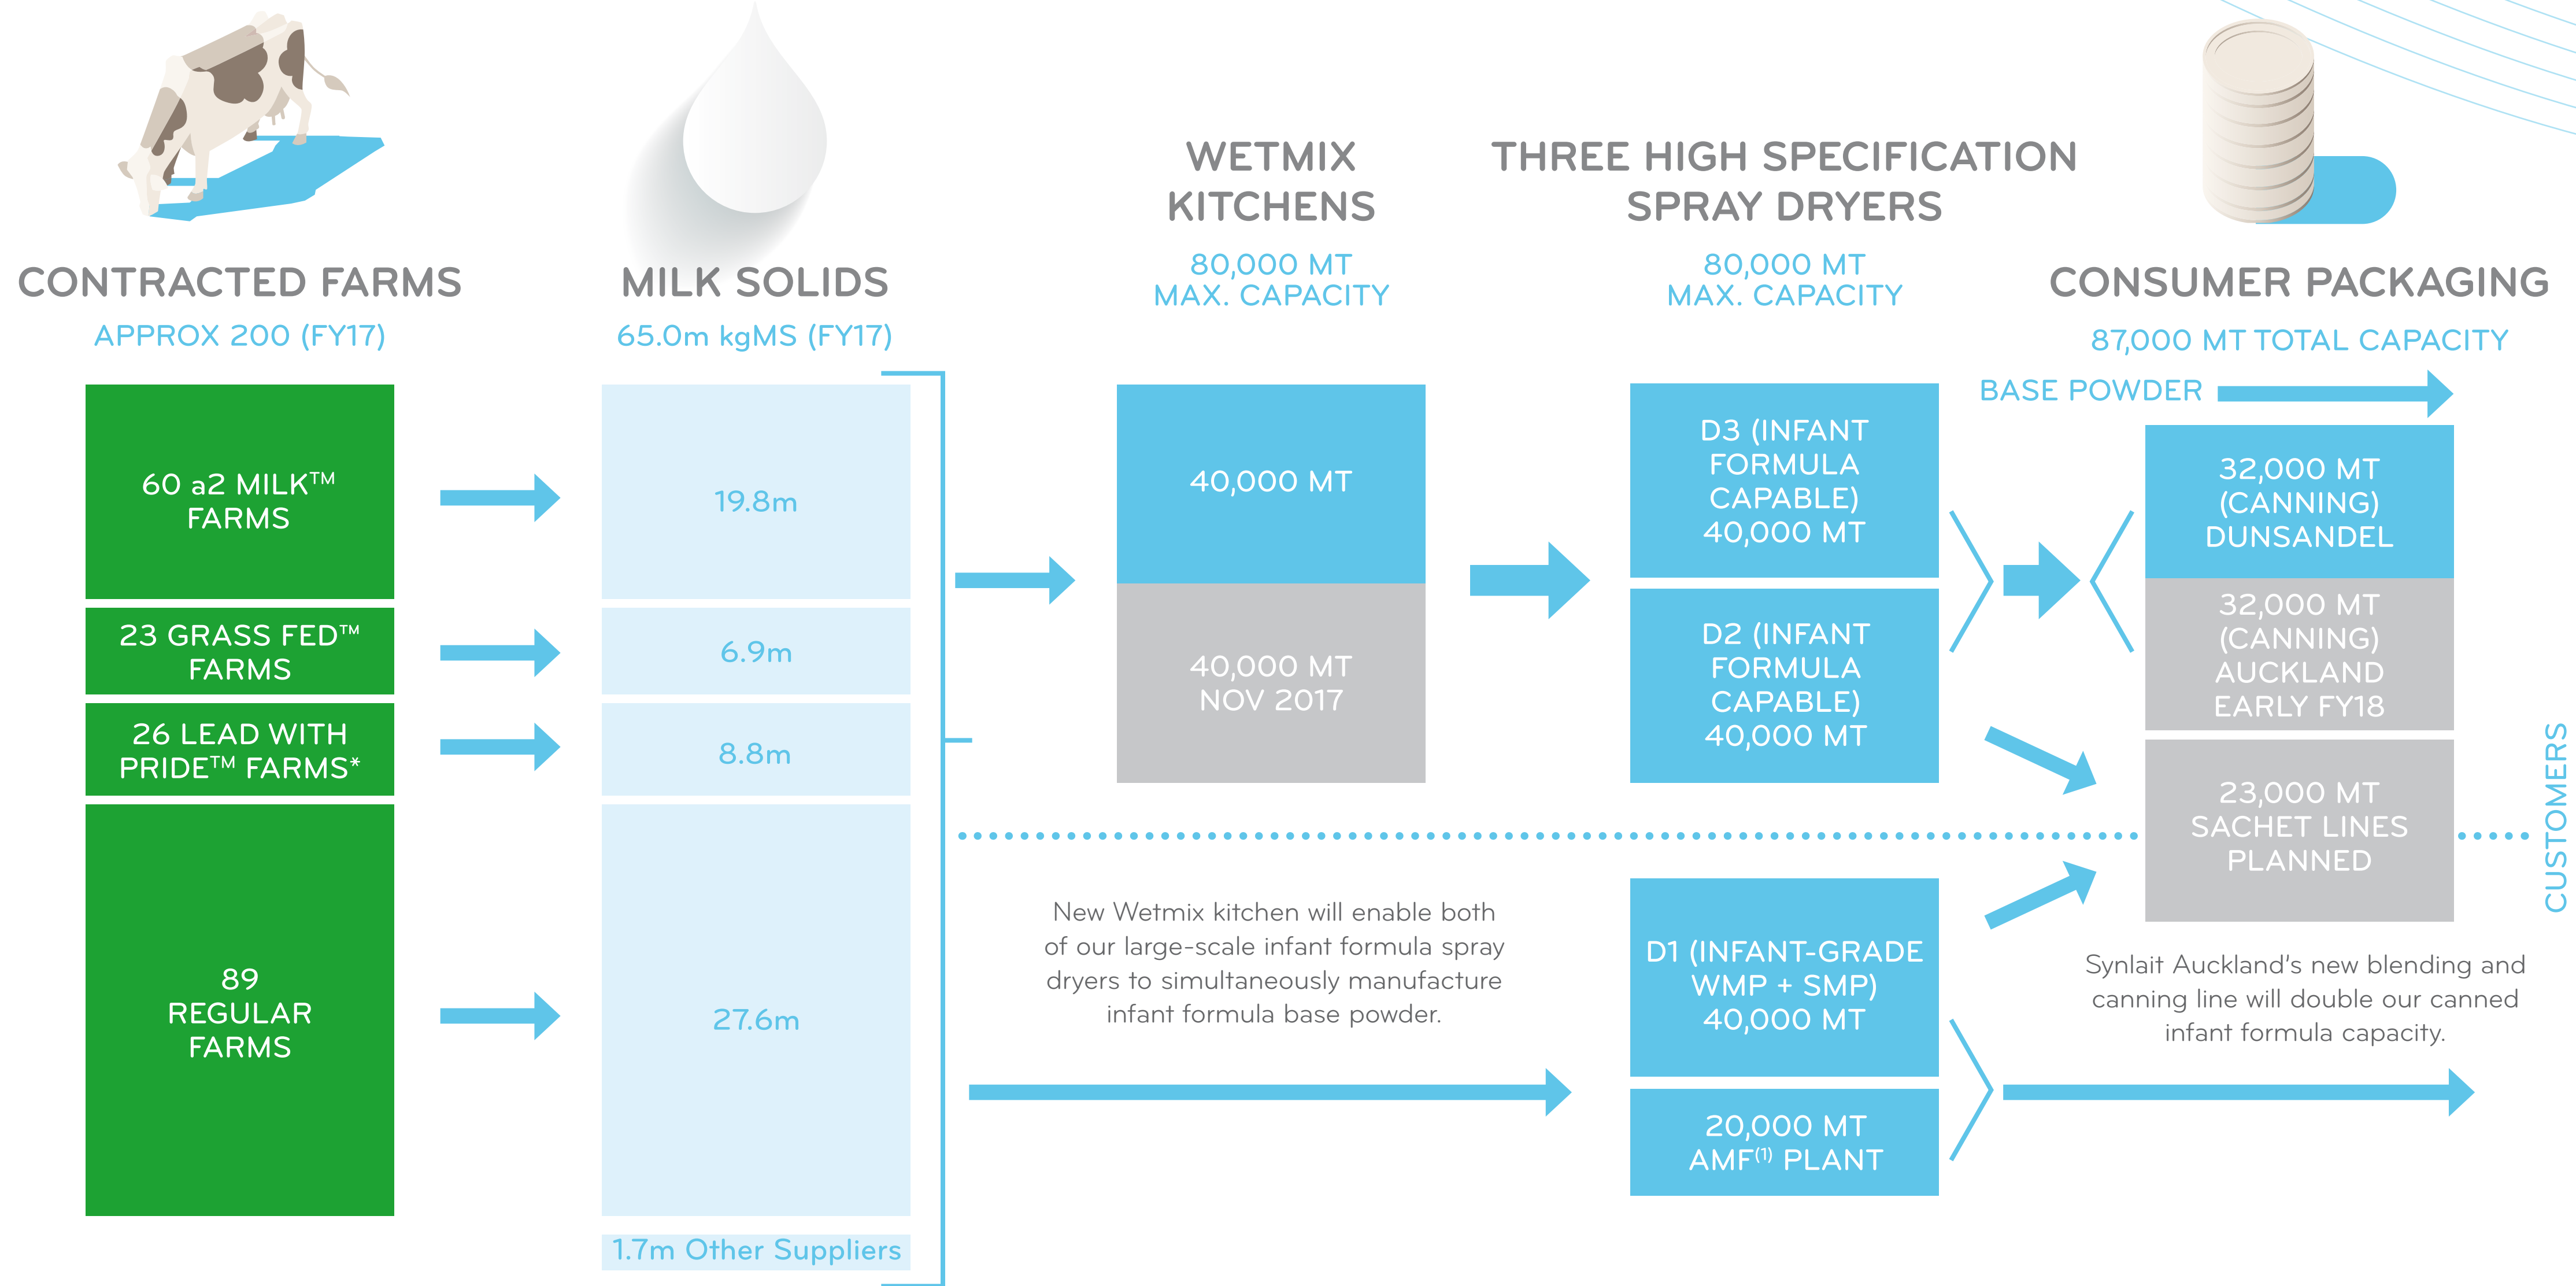 CONTRACTED FARMS
APPROX 200 (FY17)
60 a2 MILK™
FARMS
23 GRASS FED™
FARMS
26 LEAD WITH
PRIDE™ FARMS*
89
REGULAR
FARMS
MILK SOLIDS
65.0m kgMS (FY17)
19.8m
6.9m
8.8m
27.6m
1.7m Other Suppliers
WETMIX
KITCHENS
80,000 MT
MAX. CAPACITY
40,000 MT
40,000 MT
NOV 2017
New Wetmix kitchen will enable both
of our large-scale infant formula spray
dryers to simultaneously manufacture
infant formula base powder.
THREE HIGH SPECIFICATION
SPRAY DRYERS
80,000 MT
MAX. CAPACITY
D3 (INFANT
FORMULA
CAPABLE)
40,000 MT
D2 (INFANT
FORMULA
CAPABLE)
40,000 MT
D1 (INFANT-GRADE
WMP + SMP)
40,000 MT
20,000 MT
AMF(1) PLANT
CONSUMER PACKAGING
87,000 MT TOTAL CAPACITY
BASE POWDER
32,000 MT
(CANNING)
DUNSANDEL
32,000 MT
(CANNING)
AUCKLAND
EARLY FY18
23,000 MT
SACHET LINES
PLANNED
Synlait Auckland's new blending and
canning line will double our canned
infant formula capacity.
CUSTOMERS